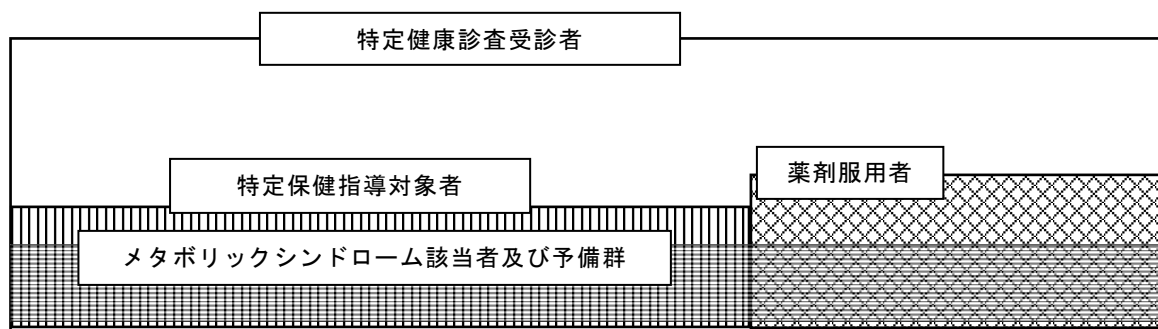 特定健康診査受診者
薬剤服用者
特定保健指導対象者
メタボリックシンドローム該当者及び予備群